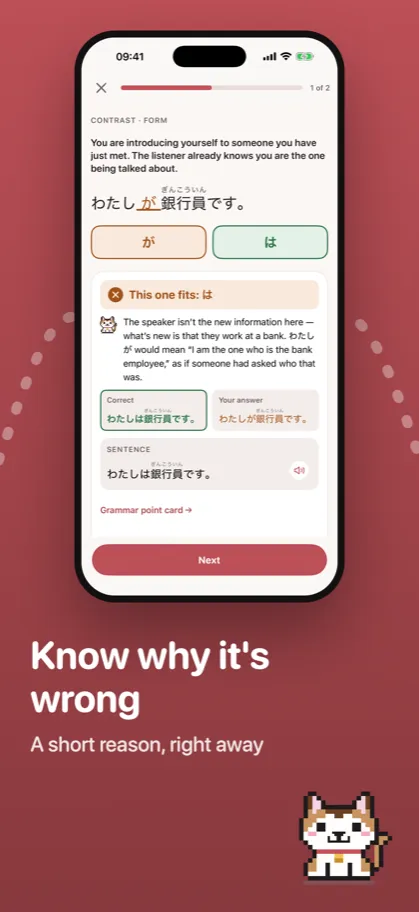 09:41
1 of 2
CONTRAST · FORM
You are introducing yourself to someone you have
just met. The listener already knows you are the one
being talked about.
ぎんこういん
わたし が 銀行員です。
が
は
This one fits: は
The speaker isn't the new information here —
what's new is that they work at a bank. わたし
が would mean “I am the one who is the bank
employee,” as if someone had asked who that
was.
Correct
ぎんこういん
わたしは銀行員です。
Your answer
ぎんこういん
わたしが銀行員です。
SENTENCE
ぎんこういん
わたしは銀行員です。
Grammar point card →
Next
Know why it's
wrong
A short reason, right away